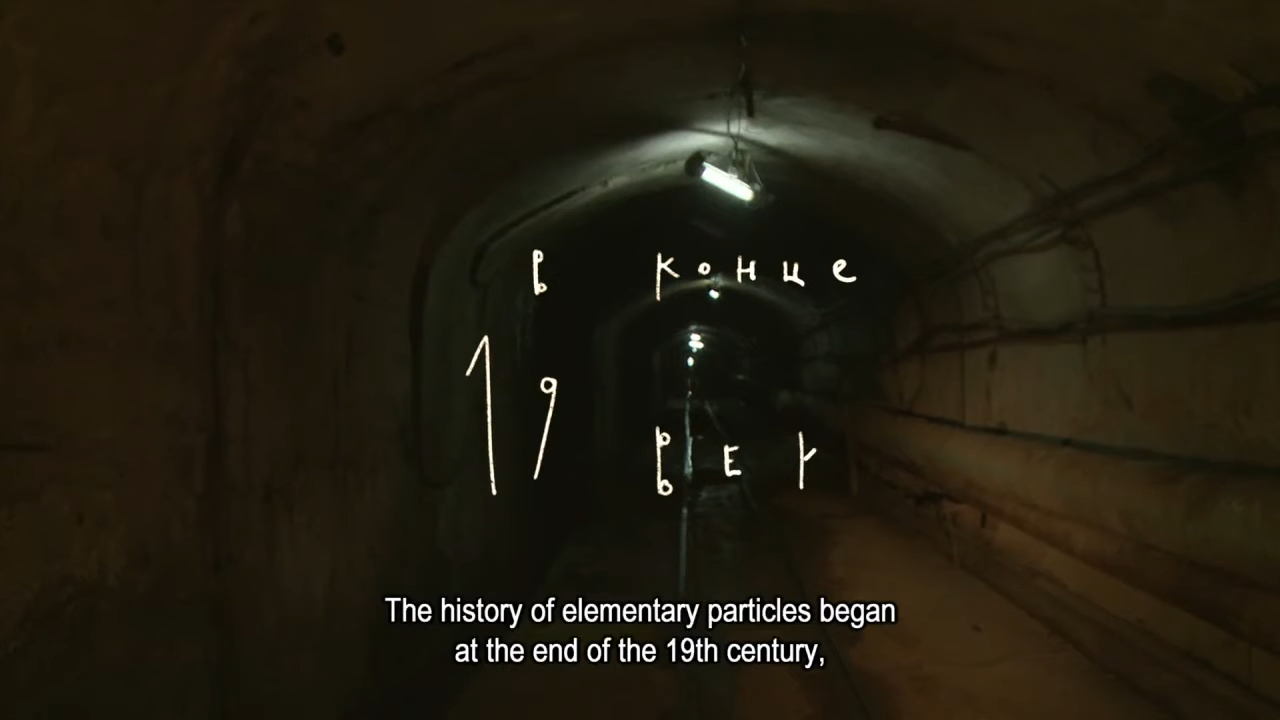 в конце
19 век
The history of elementary particles began
at the end of the 19th century,